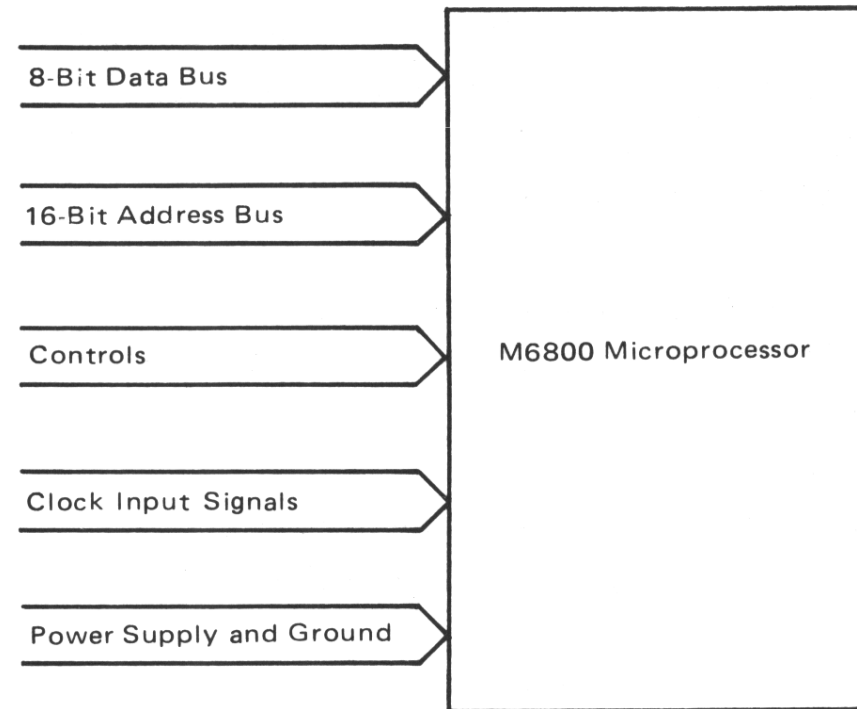 8-Bit Data Bus
16-Bit Address Bus
Controls
M6800 Microprocessor
Clock Input Signals
Power Supply and Ground